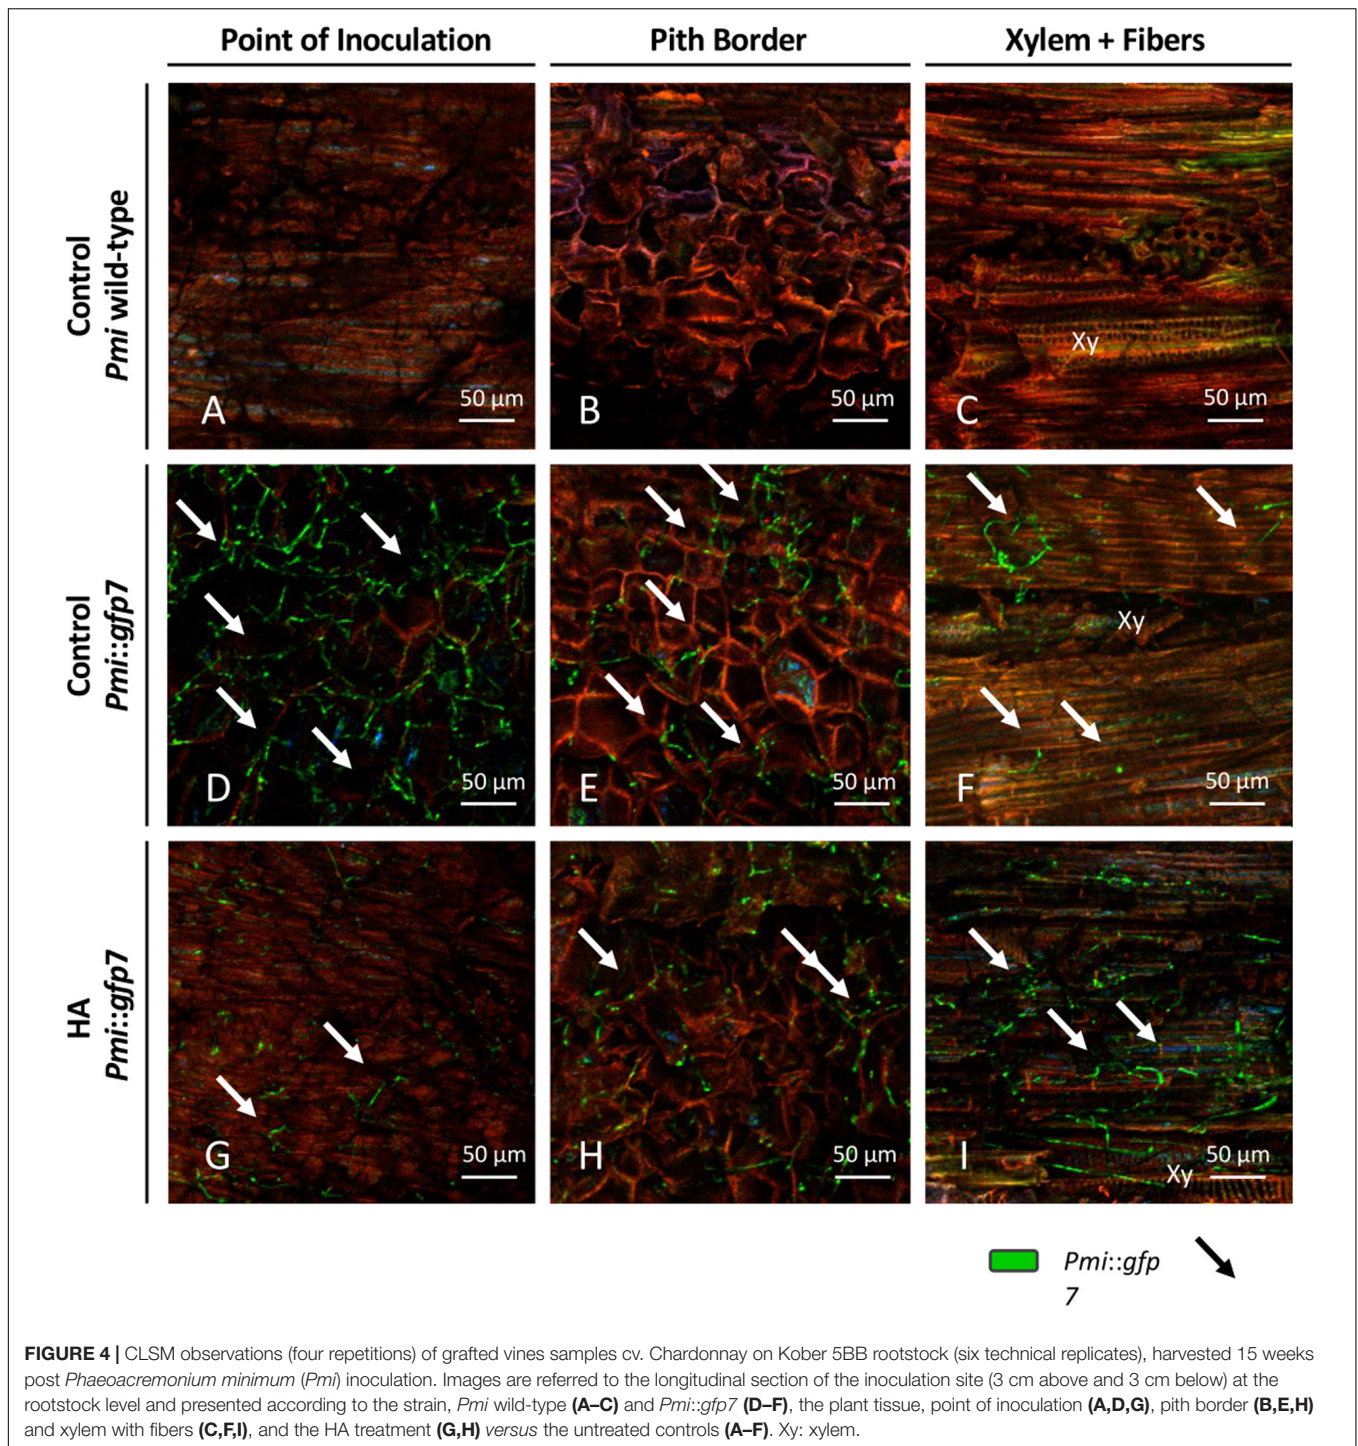 Point of Inoculation
Pith Border
Xylem + Fibers
Control
Pmi wild-type
A
50 µm
B
50 µm
Xy
C
50 µm
Control
Pmi::gfp7
D
50 µm
E
50 µm
Xy
F
50 µm
HA
Pmi::gfp7
G
50 µm
H
50 µm
I
50 µm
Xy
Pmi::gfp
7
FIGURE 4 | CLSM observations (four repetitions) of grafted vines samples cv. Chardonnay on Kober 5BB rootstock (six technical replicates), harvested 15 weeks
post Phaeoacremonium minimum (Pmi) inoculation. Images are referred to the longitudinal section of the inoculation site (3 cm above and 3 cm below) at the
rootstock level and presented according to the strain, Pmi wild-type (A–C) and Pmi::gfp7 (D–F), the plant tissue, point of inoculation (A,D,G), pith border (B,E,H)
and xylem with fibers (C,F,I), and the HA treatment (G,H) versus the untreated controls (A–F). Xy: xylem.